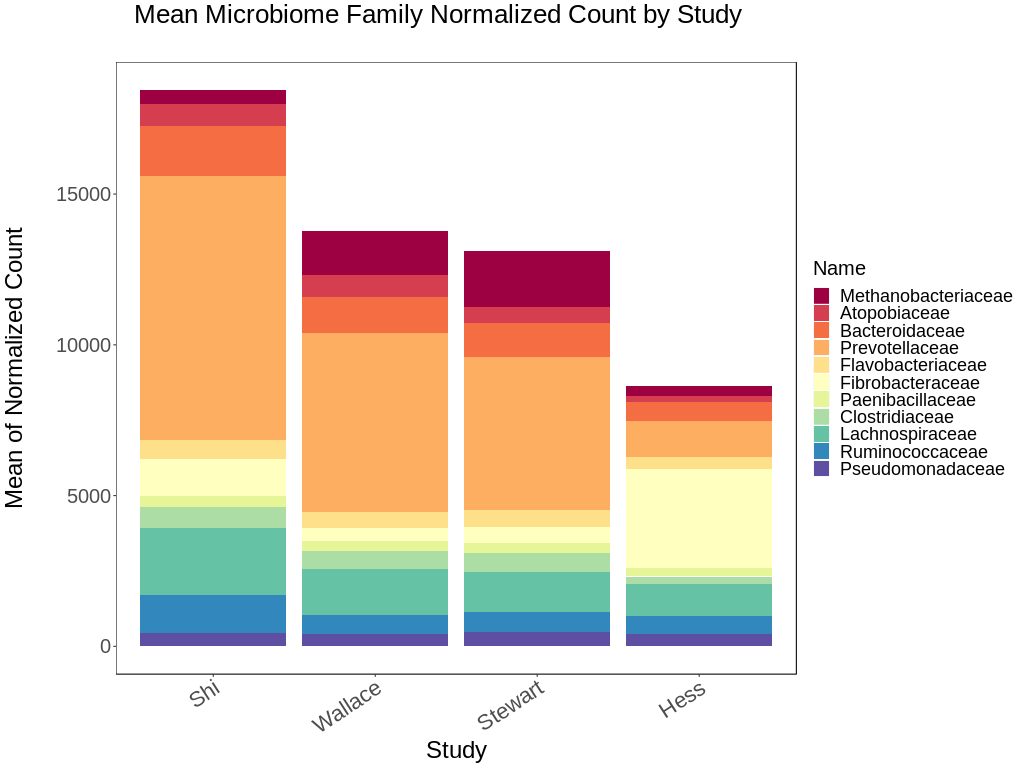 Mean Microbiome Family Normalized Count by Study
Mean of Normalized Count
15000
10000
5000
0
Shi
Wallace
Stewart
Hess
Study
Name
Methanobacteriaceae
Atopobiaceae
Bacteroidaceae
Prevotellaceae
Flavobacteriaceae
Fibrobacteraceae
Paenibacillaceae
Clostridiaceae
Lachnospiraceae
Ruminococcaceae
Pseudomonadaceae